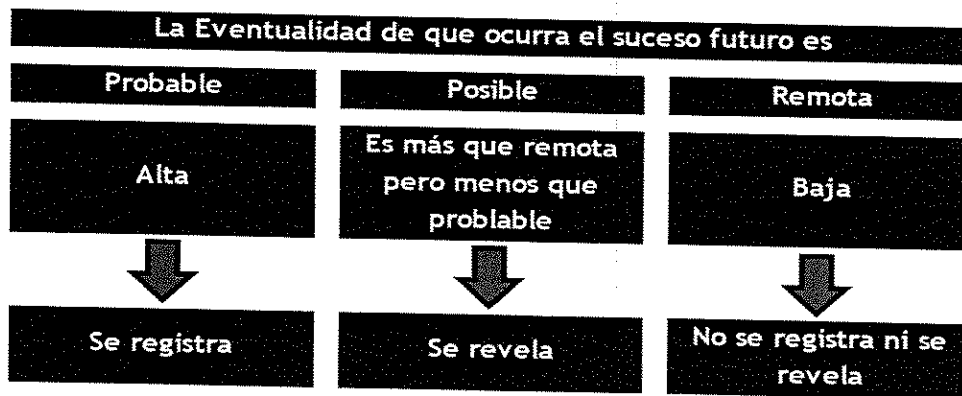 La Eventualidad de que ocurra el suceso futuro es
Probable
Posible
Remota
Alta
Es más que remota
pero menos que
problable
Baja
Se registra
Se revela
No se registra ni se
revela